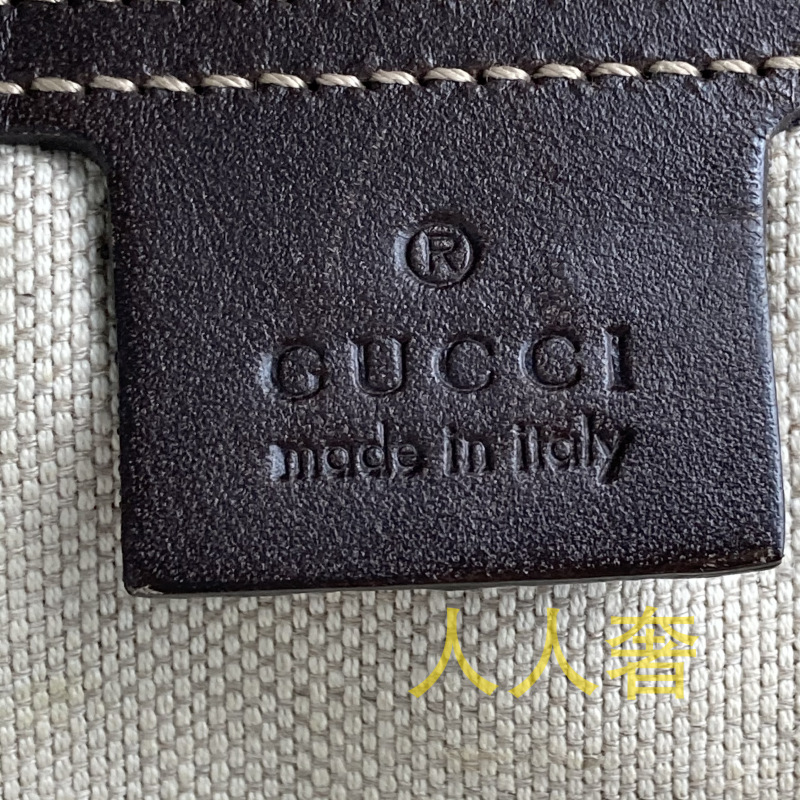 ®
GUCCI
made in italy
人人奢